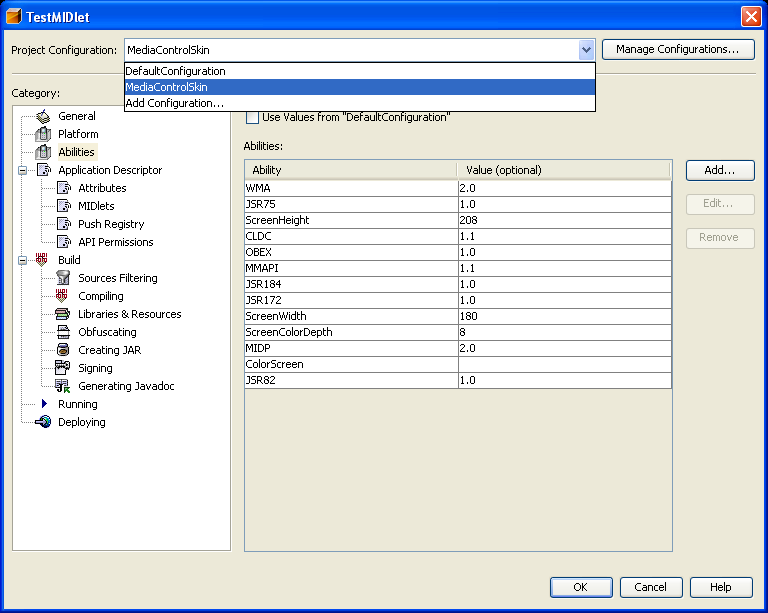 TestMIDlet
Project Configuration: MediaControlSkin Manage Configurations...
DefaultConfiguration
MediaControlSkin
Add Configuration...
Category:
General
Platform
Abilities
Application Descriptor
Attributes
MIDlets
Push Registry
API Permissions
Build
Sources Filtering
Compiling
Libraries & Resources
Obfuscating
Creating JAR
Signing
Generating Javadoc
Running
Deploying
Use Values from "DefaultConfiguration"
Abilities:
Ability Value (optional)
WMA 2.0
JSR75 1.0
ScreenHeight 208
CLDC 1.1
OBEX 1.0
MMAPI 1.1
JSR184 1.0
JSR172 1.0
ScreenWidth 180
ScreenColorDepth 8
MIDP 2.0
ColorScreen
JSR82 1.0
Add...
Edit...
Remove
OK Cancel Help